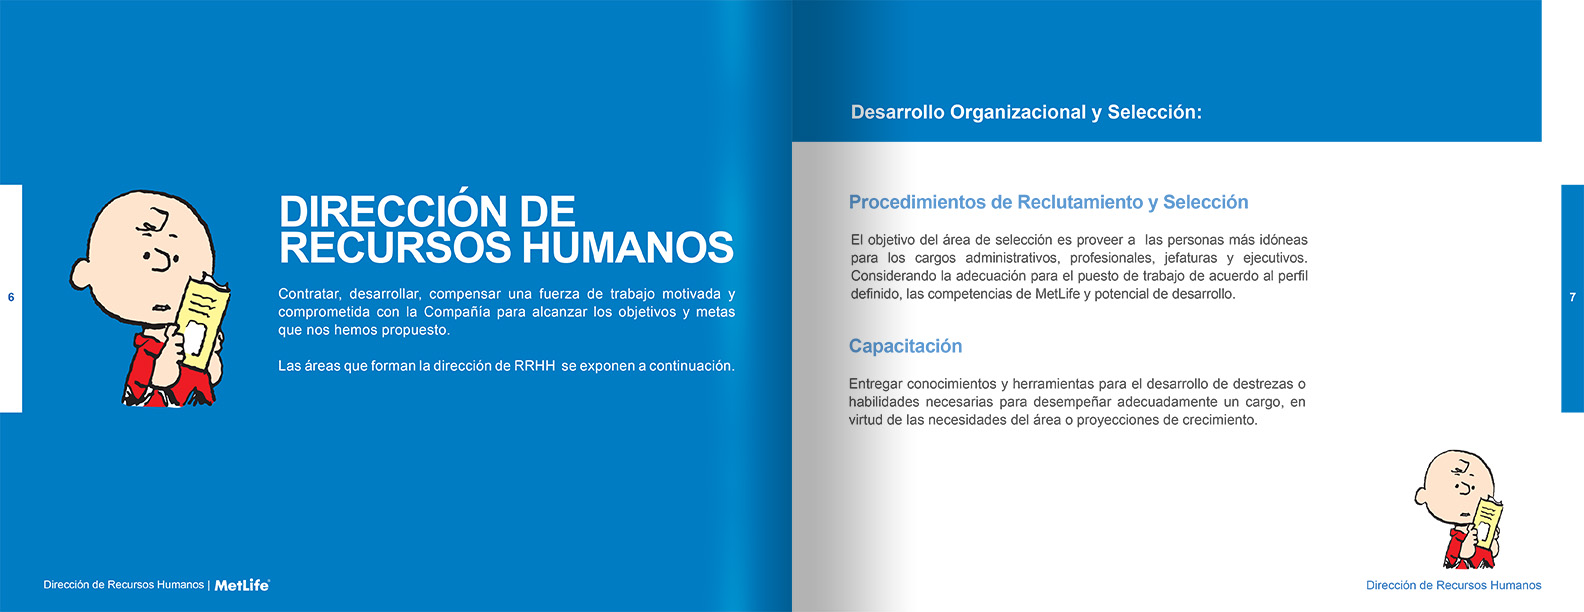 6
DIRECCIÓN DE
RECURSOS HUMANOS
Contratar, desarrollar, compensar una fuerza de trabajo motivada y
comprometida con la Compañía para alcanzar los objetivos y metas
que nos hemos propuesto.
Las áreas que forman la dirección de RRHH se exponen a continuación.
Dirección de Recursos Humanos | MetLife®
Desarrollo Organizacional y Selección:
Procedimientos de Reclutamiento y Selección
El objetivo del área de selección es proveer a las personas más idóneas
para los cargos administrativos, profesionales, jefaturas y ejecutivos.
Considerando la adecuación para el puesto de trabajo de acuerdo al perfil
definido, las competencias de MetLife y potencial de desarrollo.
7
Capacitación
Entregar conocimientos y herramientas para el desarrollo de destrezas o
habilidades necesarias para desempeñar adecuadamente un cargo, en
virtud de las necesidades del área o proyecciones de crecimiento.
Dirección de Recursos Humanos